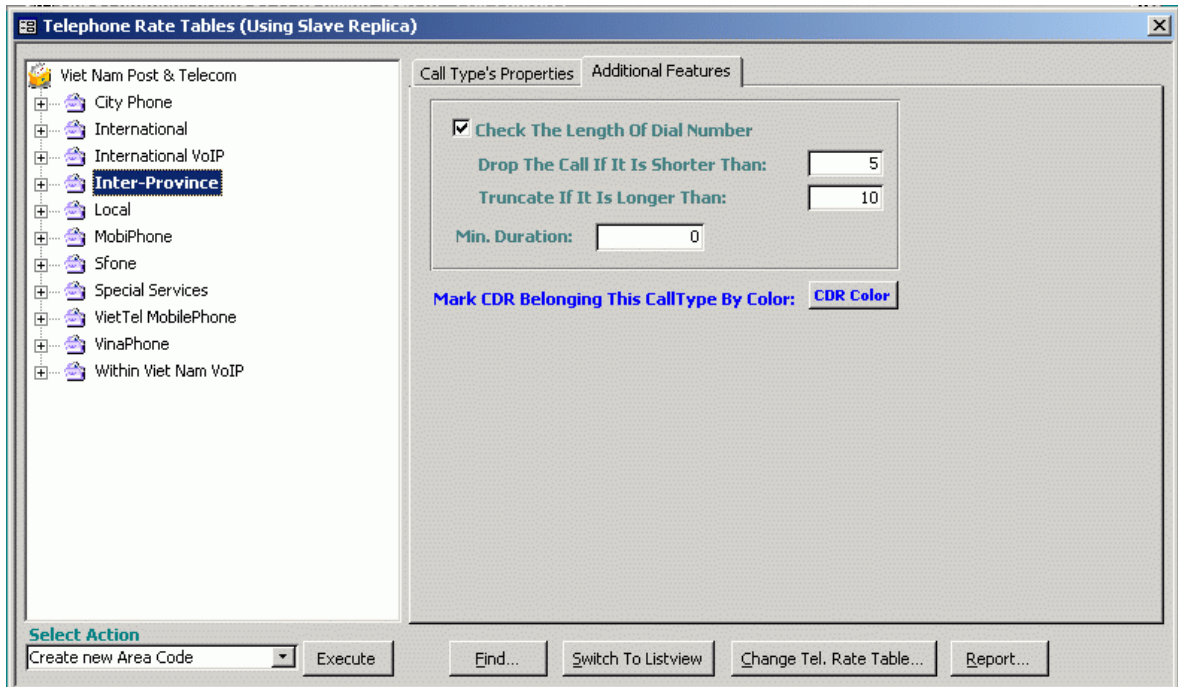 Telephone Rate Tables (Using Slave Replica)
Viet Nam Post & Telecom
City Phone
International
International VoIP
Inter-Province
Local
MobiPhone
Sfone
Special Services
VietTel MobilePhone
VinaPhone
Within Viet Nam VoIP
Call Type's Properties
Additional Features
Check The Length Of Dial Number
Drop The Call If It Is Shorter Than: 5
Truncate If It Is Longer Than: 10
Min. Duration: 0
Mark CDR Belonging This CallType By Color: CDR Color
Select Action
Create new Area Code
Execute
Find...
Switch To Listview
Change Tel. Rate Table...
Report...